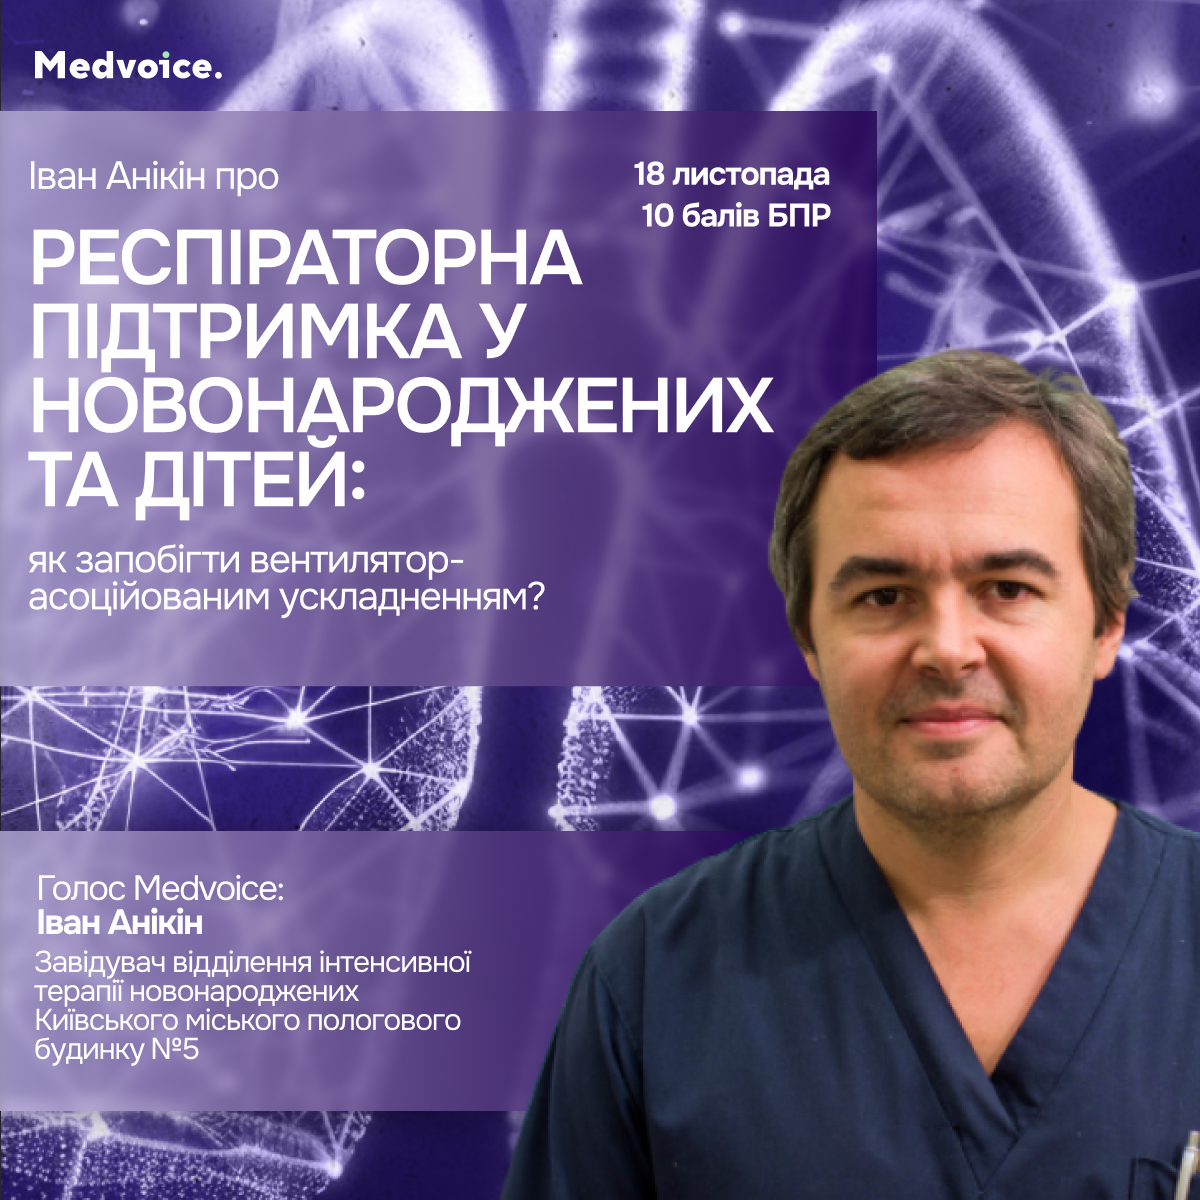 Medvoice.
Іван Анікін про
18 листопада
10 балів БПР
РЕСПІРАТОРНА
ПІДТРИМКА У
НОВОНАРОДЖЕНИХ
ТА ДІТЕЙ:
як запобігти вентилятор-
асоційованим ускладненням?
Голос Medvoice:
Іван Анікін
Завідувач відділення інтенсивної
терапії новонароджених
Київського міського пологового
будинку №5